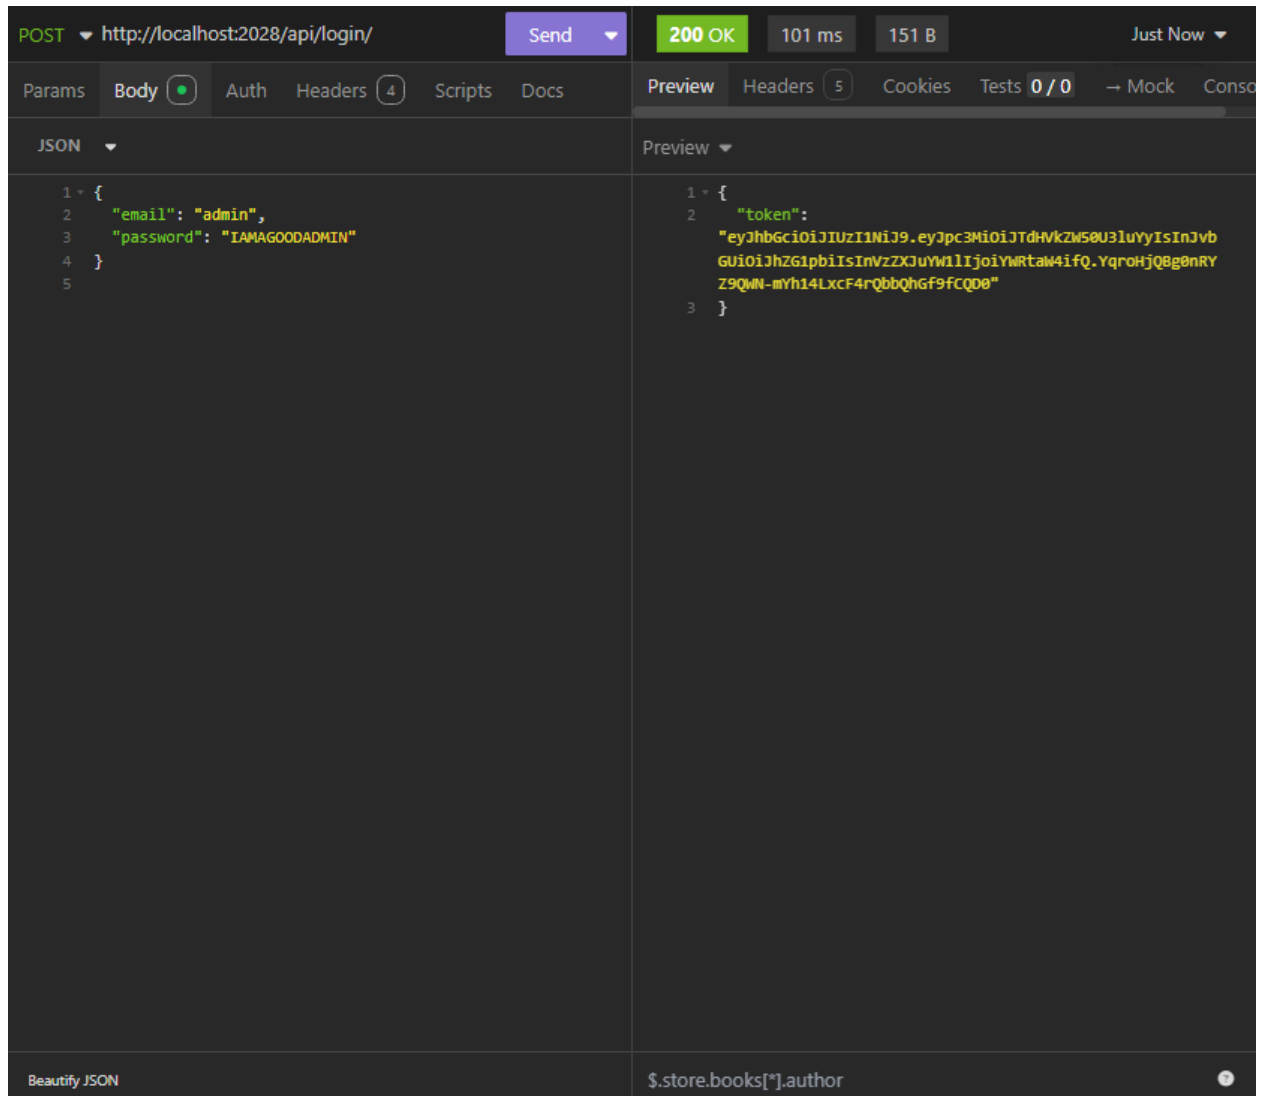 POST http://localhost:2028/api/login/ Send
Params Body Auth Headers 4 Scripts Docs
JSON
1 {
2 "email": "admin",
3 "password": "IAMAGOODADMIN"
4 }
5
Beautify JSON
200 OK 101 ms 151 B Just Now
Preview Headers 5 Cookies Tests 0 / 0 → Mock Conso
Preview
1 {
2 "token":
"eyJhbGciOiJIUzI1NiJ9.eyJpc3MiOiJTdHVkZW50U3luYyIsInJvb
GUiOiJhZG1pbiIsInVzZXJuYW1lIjoiYWRtaW4ifQ.YqroHjQBg0nRY
Z9QWN-mYh14LxcF4rQbbQhGf9fCQD0"
3 }
$.store.books[*].author